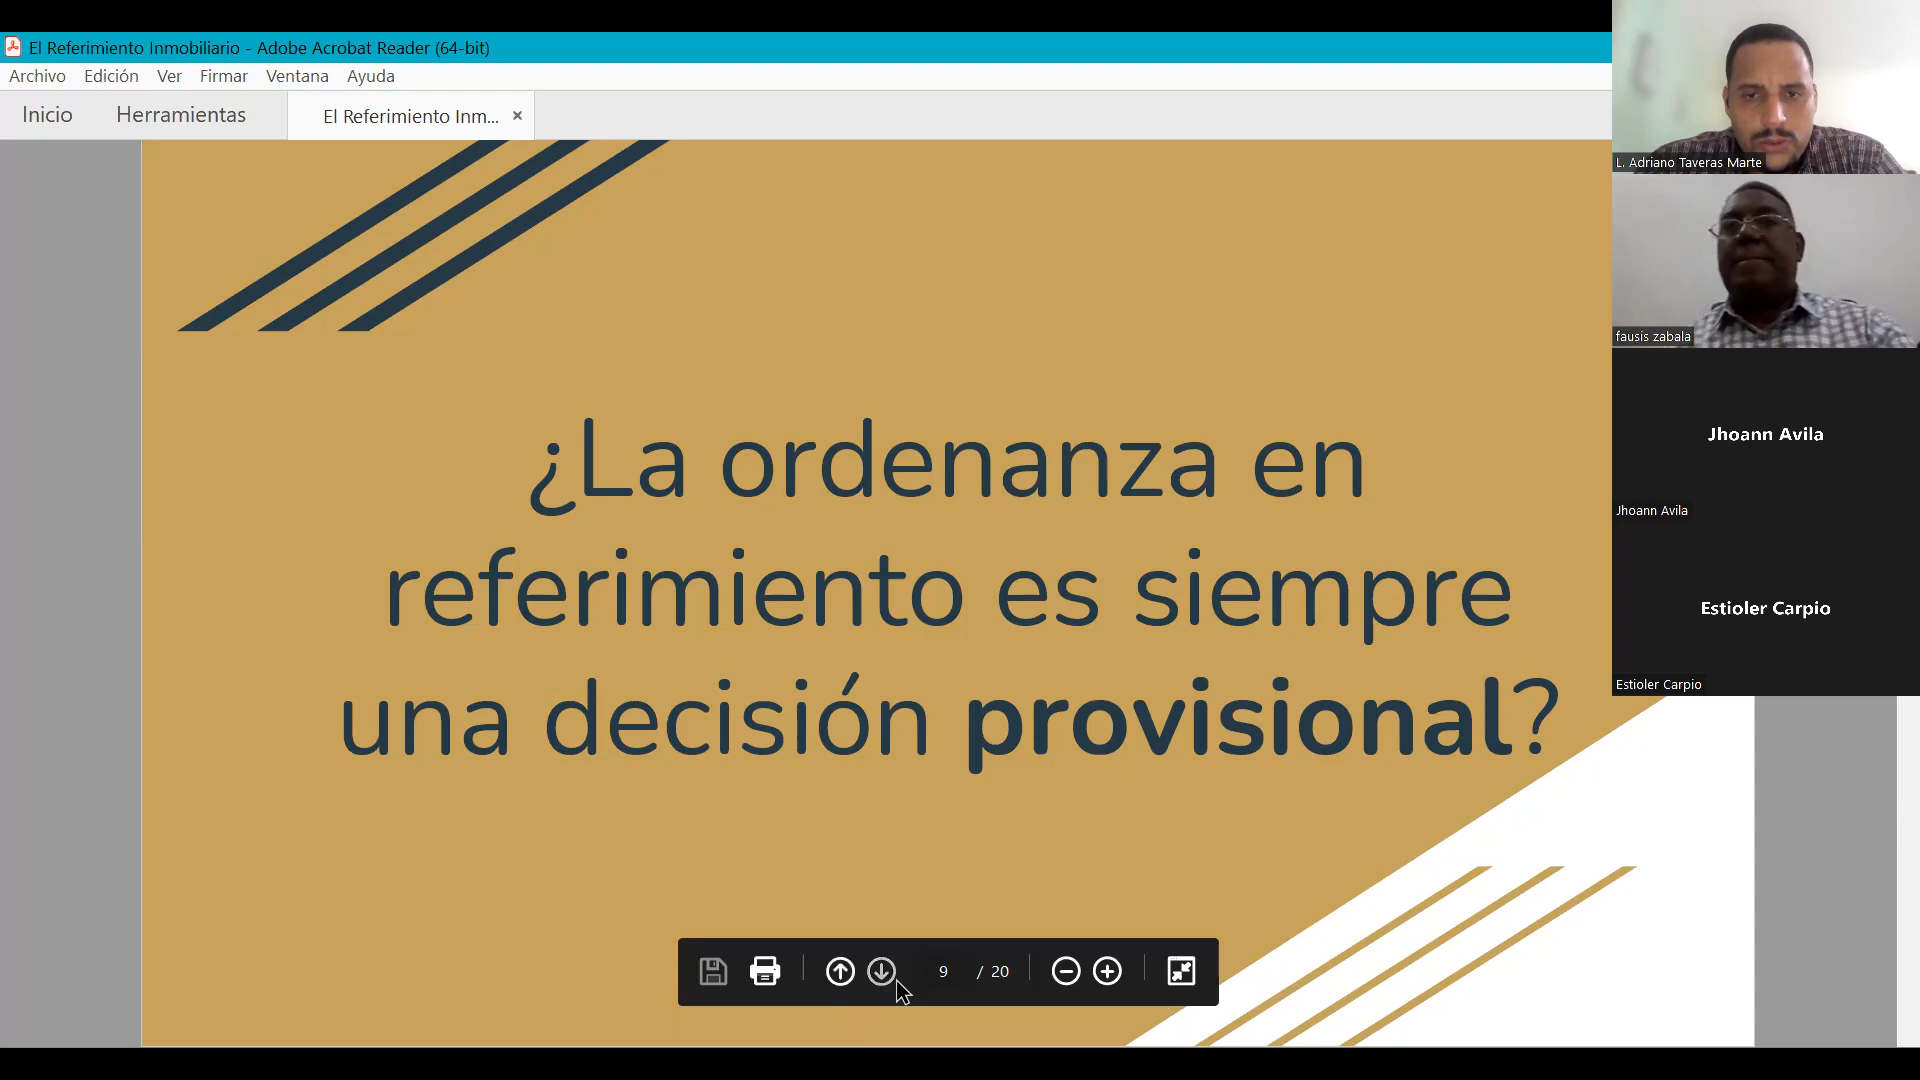 El Referimiento Inmobiliario - Adobe Acrobat Reader (64-bit)
Archivo Edición Ver Firmar Ventana Ayuda
Inicio Herramientas El Referimiento Inm... ×
¿La ordenanza en
referimiento es siempre
una decisión provisional?
9 / 20
L. Adriano Taveras Marte
fausis zabala
Jhoann Avila
Jhoann Avila
Estioler Carpio
Estioler Carpio